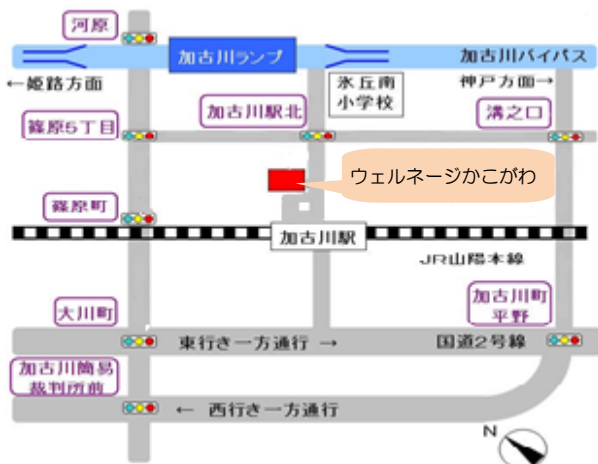 河原
加古川ランプ
加古川バイパス
←姫路方面
氷丘南
小学校
神戸方面→
篠原5丁目
加古川駅北
溝之口
ウェルネージかこがわ
篠原町
加古川駅
JR山陽本線
大川町
加古川町
平野
東行き一方通行 →
国道2号線
加古川簡易
裁判所前
← 西行き一方通行
N